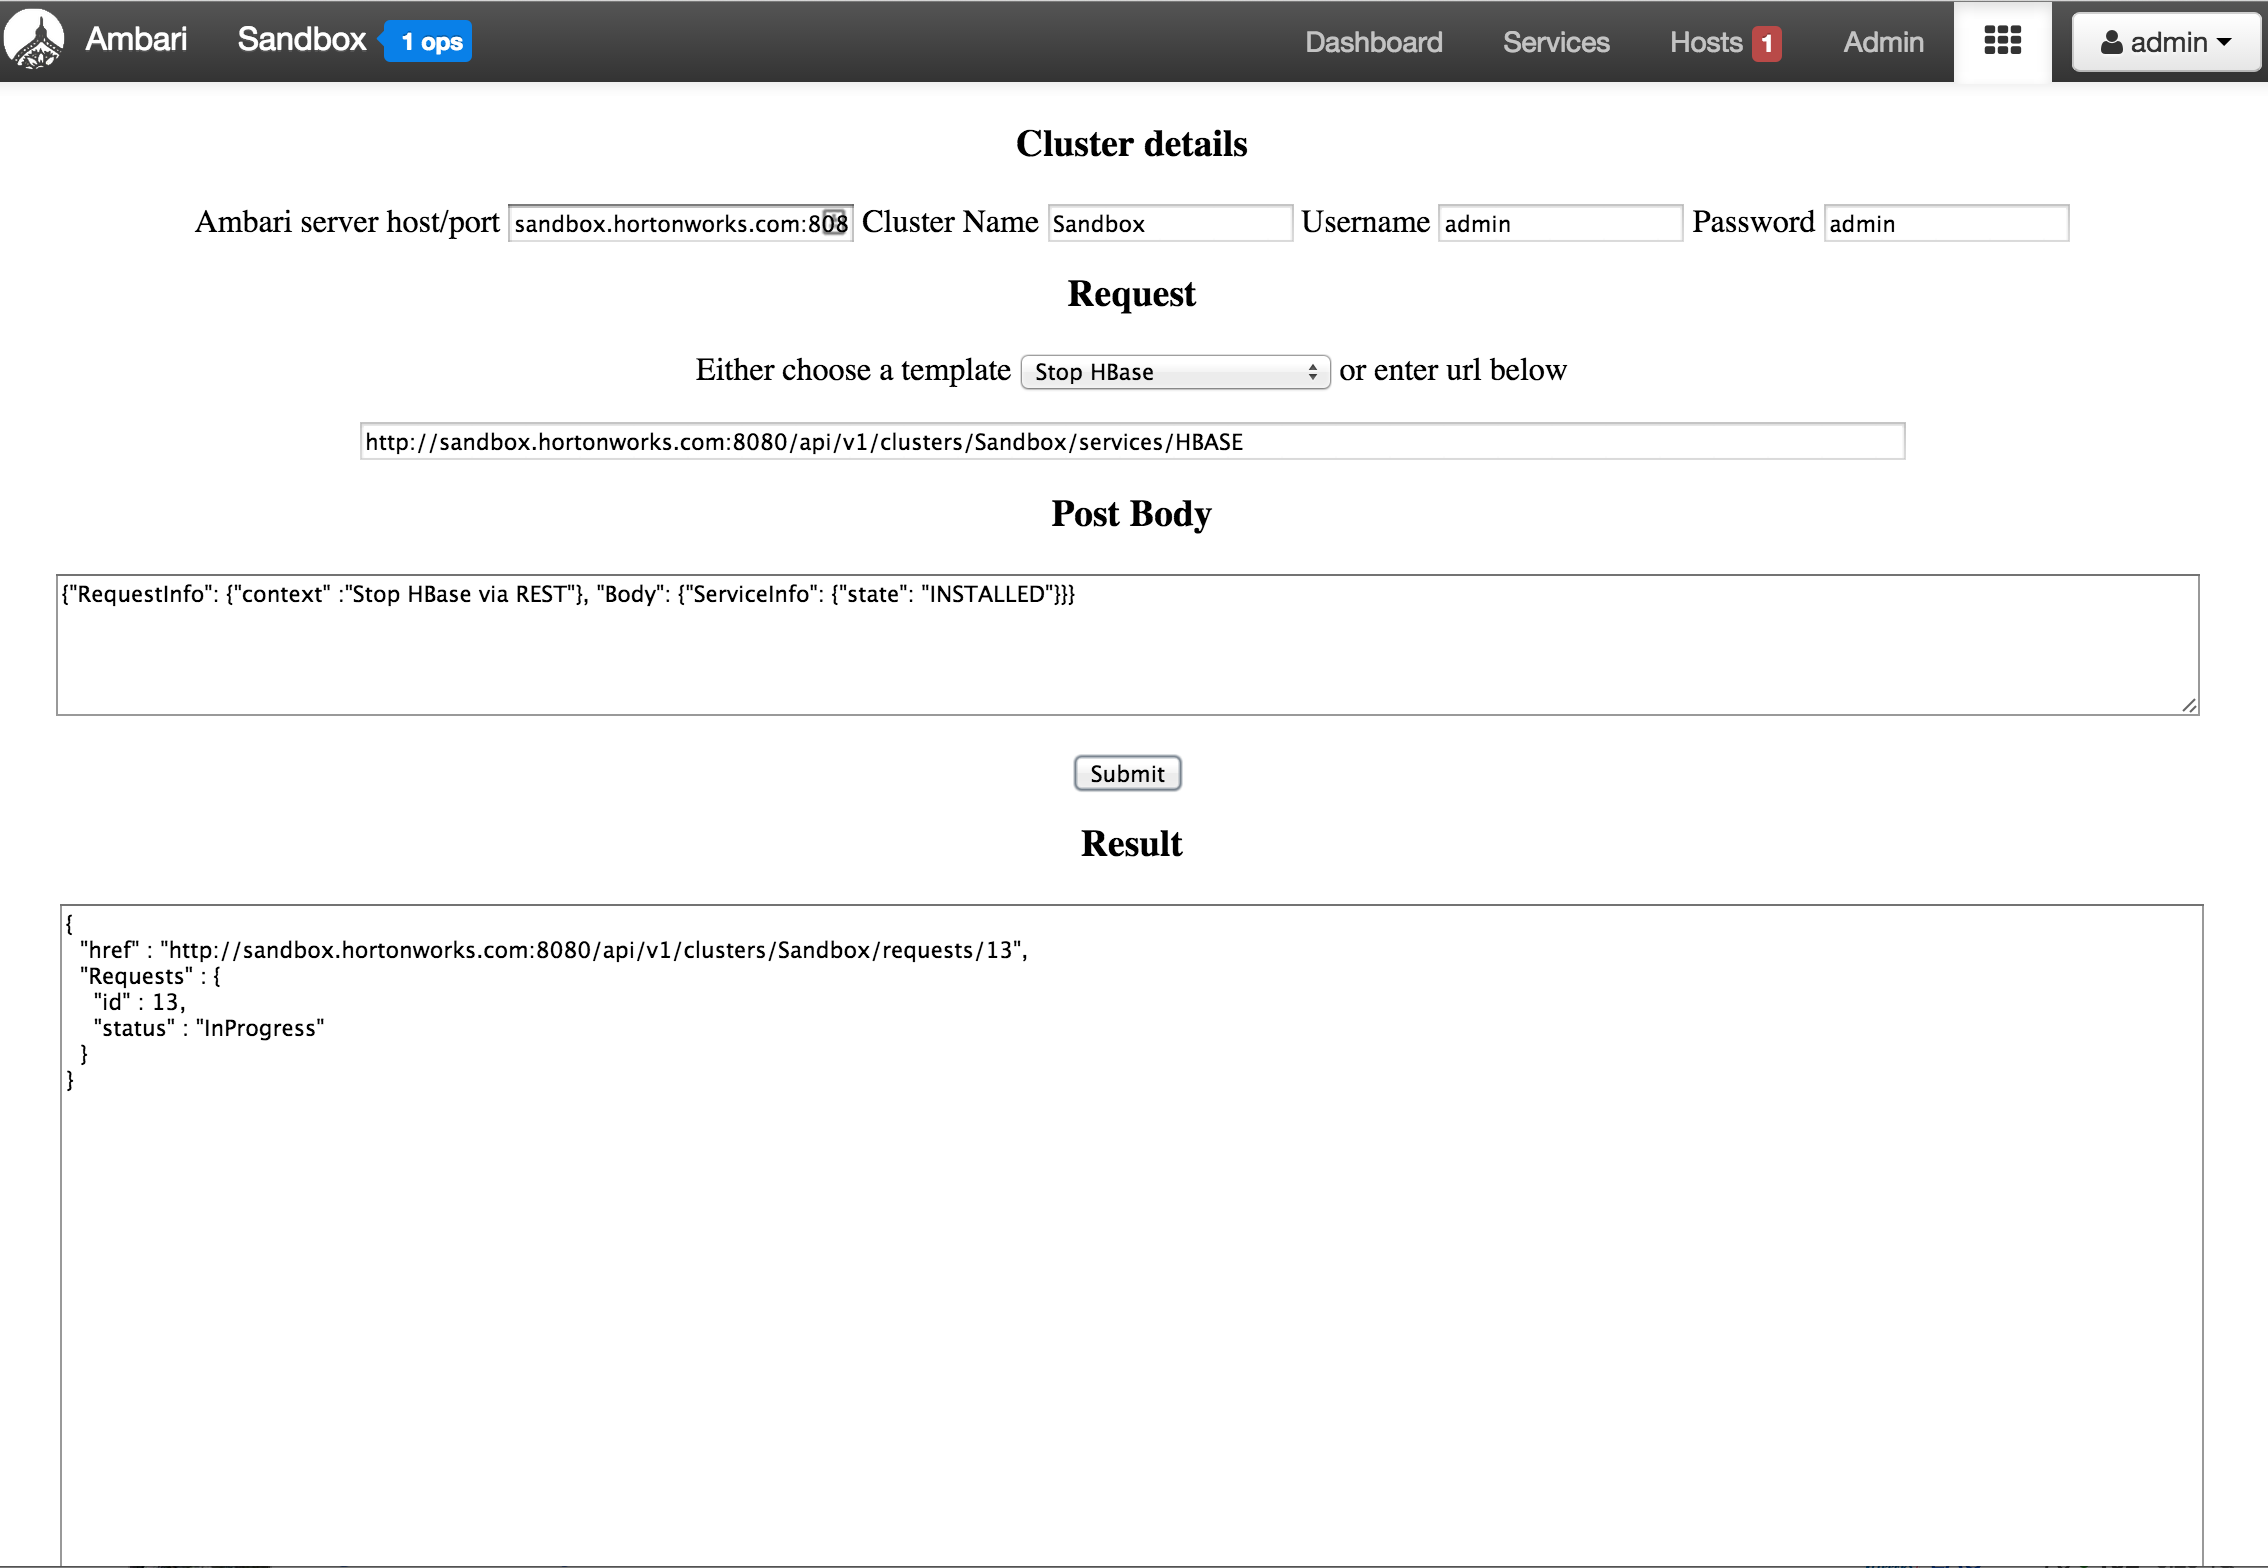 Ambari Sandbox 1 ops Dashboard Services Hosts 1 Admin admin
Cluster details
Ambari server host/port sandbox.hortonworks.com:808 Cluster Name Sandbox Username admin Password admin
Request
Either choose a template Stop HBase or enter url below
http://sandbox.hortonworks.com:8080/api/v1/clusters/Sandbox/services/HBASE
Post Body
{"RequestInfo": {"context" :"Stop HBase via REST"}, "Body": {"ServiceInfo": {"state": "INSTALLED"}}}
Submit
Result
{
"href" : "http://sandbox.hortonworks.com:8080/api/v1/clusters/Sandbox/requests/13",
"Requests" : {
"id" : 13,
"status" : "InProgress"
}
}